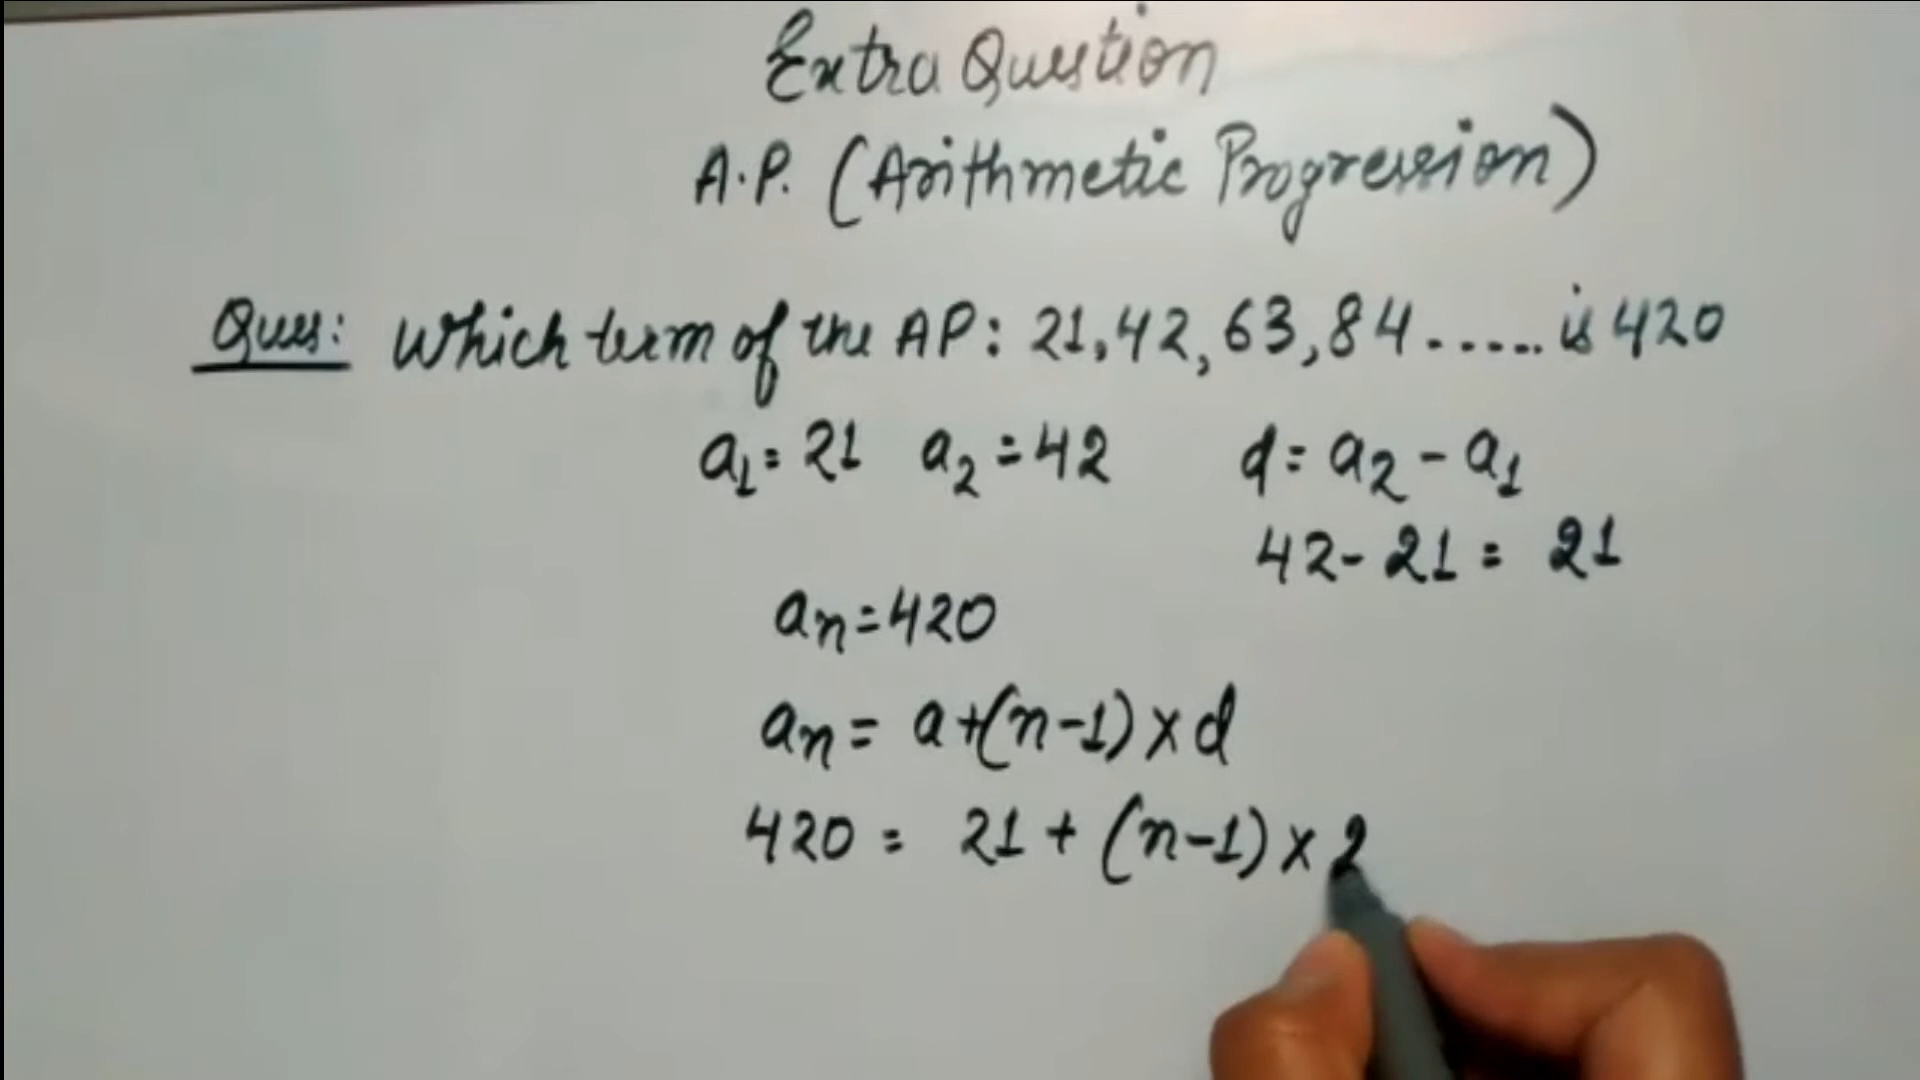 Extra Question
A.P. (Arithmetic Progression)
Ques: Which term of the AP: 21, 42, 63, 84...... is 420
a₁ = 21 a₂ = 42 d = a₂ - a₁
42 - 21 = 21
aₙ = 420
aₙ = a + (n-1) × d
420 = 21 + (n-1) × 2